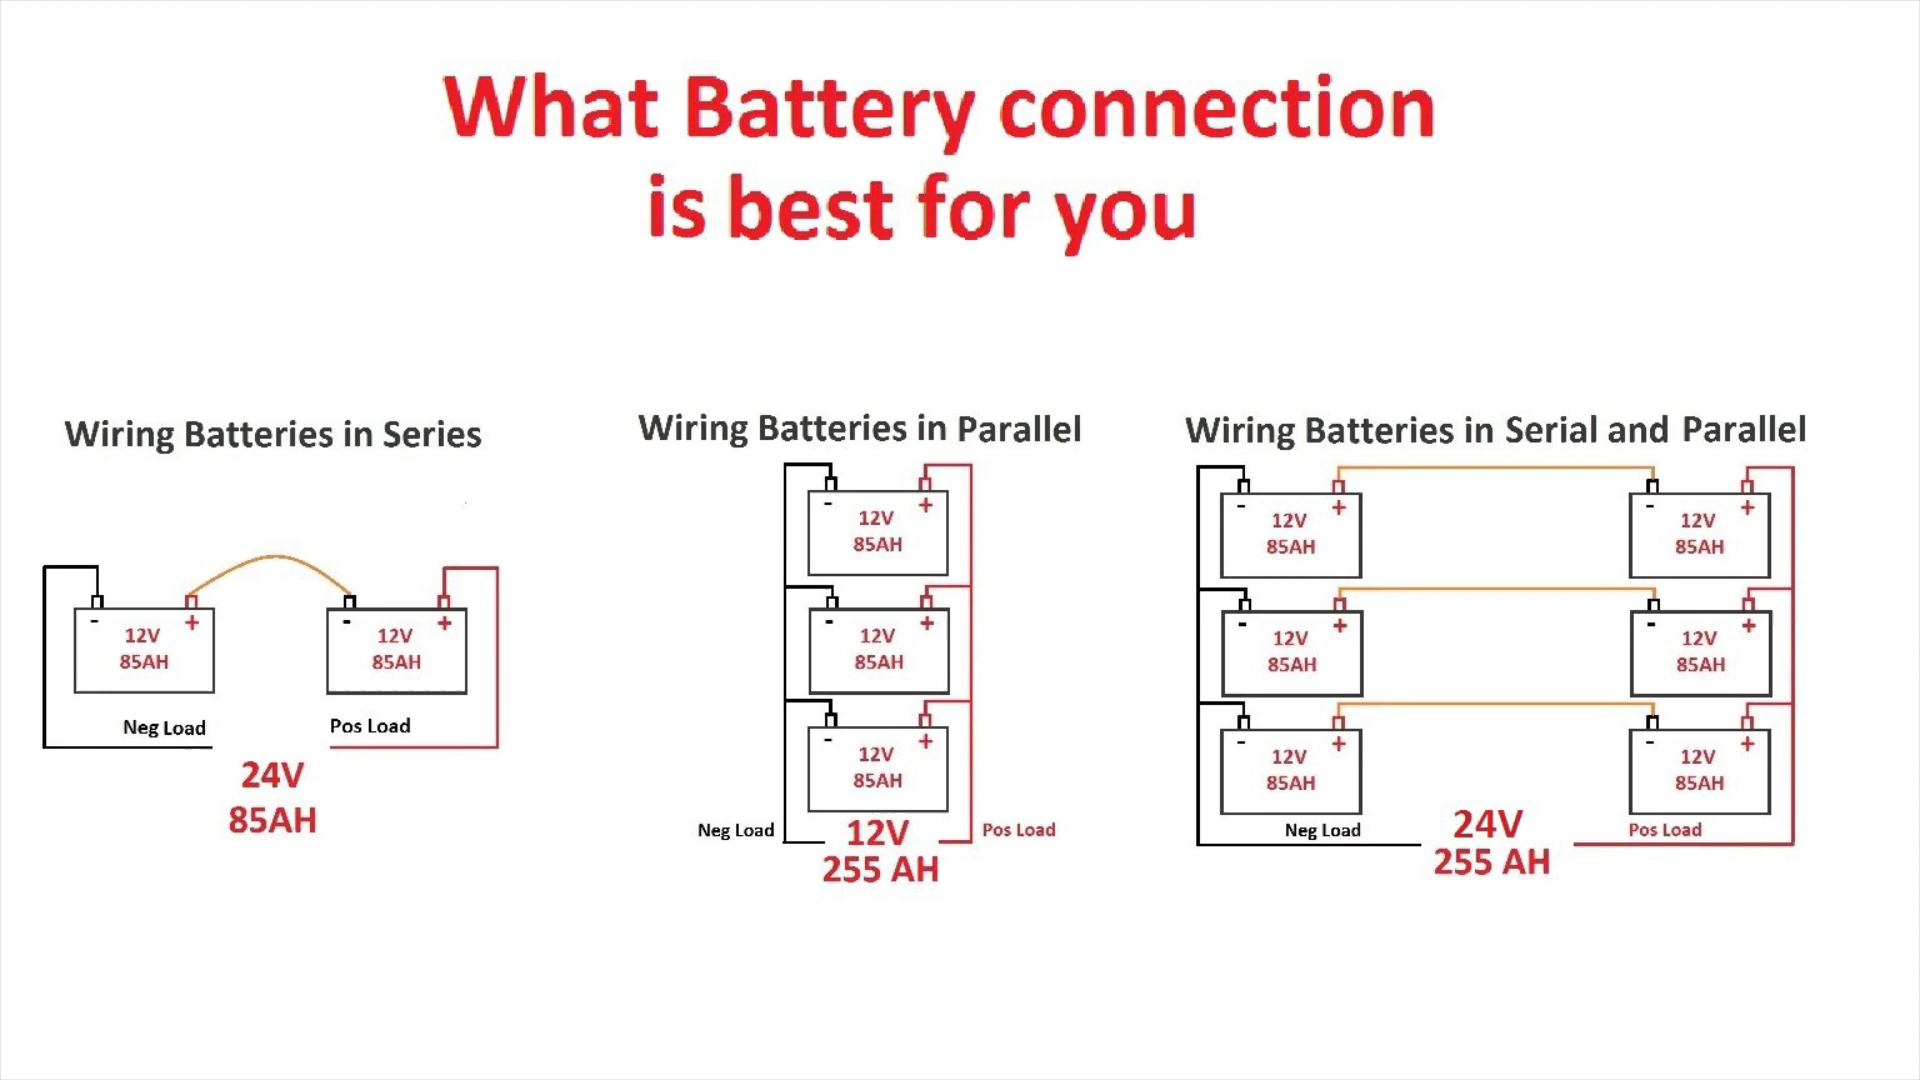 What Battery connection
is best for you
Wiring Batteries in Series
- +
12V
85AH
- +
12V
85AH
Neg Load
Pos Load
24V
85AH
Wiring Batteries in Parallel
- +
12V
85AH
- +
12V
85AH
- +
12V
85AH
Neg Load
12V
255 AH
Pos Load
Wiring Batteries in Serial and Parallel
- +
12V
85AH
- +
12V
85AH
- +
12V
85AH
- +
12V
85AH
- +
12V
85AH
- +
12V
85AH
Neg Load
24V
255 AH
Pos Load